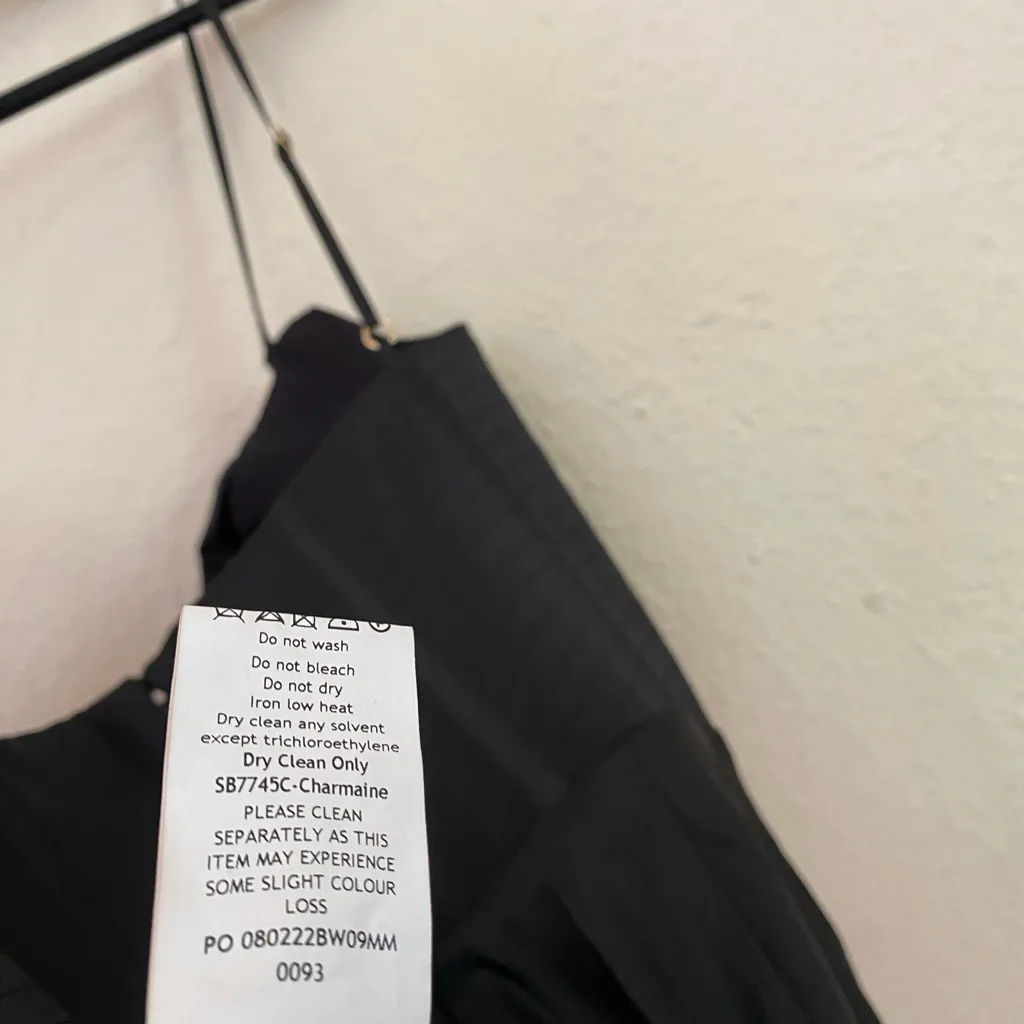 Do not wash
Do not bleach
Do not dry
Iron low heat
Dry clean any solvent
except trichloroethylene
Dry Clean Only
SB7745C-Charmaine
PLEASE CLEAN
SEPARATELY AS THIS
ITEM MAY EXPERIENCE
SOME SLIGHT COLOUR
LOSS
PO 080222BW09MM
0093